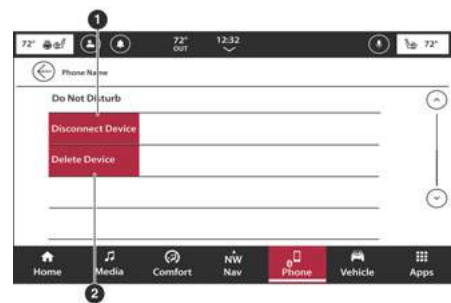 1
72° 72° OUT 12:32 72°
Phone Name
Do Not Disturb
Disconnect Device
Delete Device
NW
Home Media Comfort Nav Phone Vehicle Apps
2